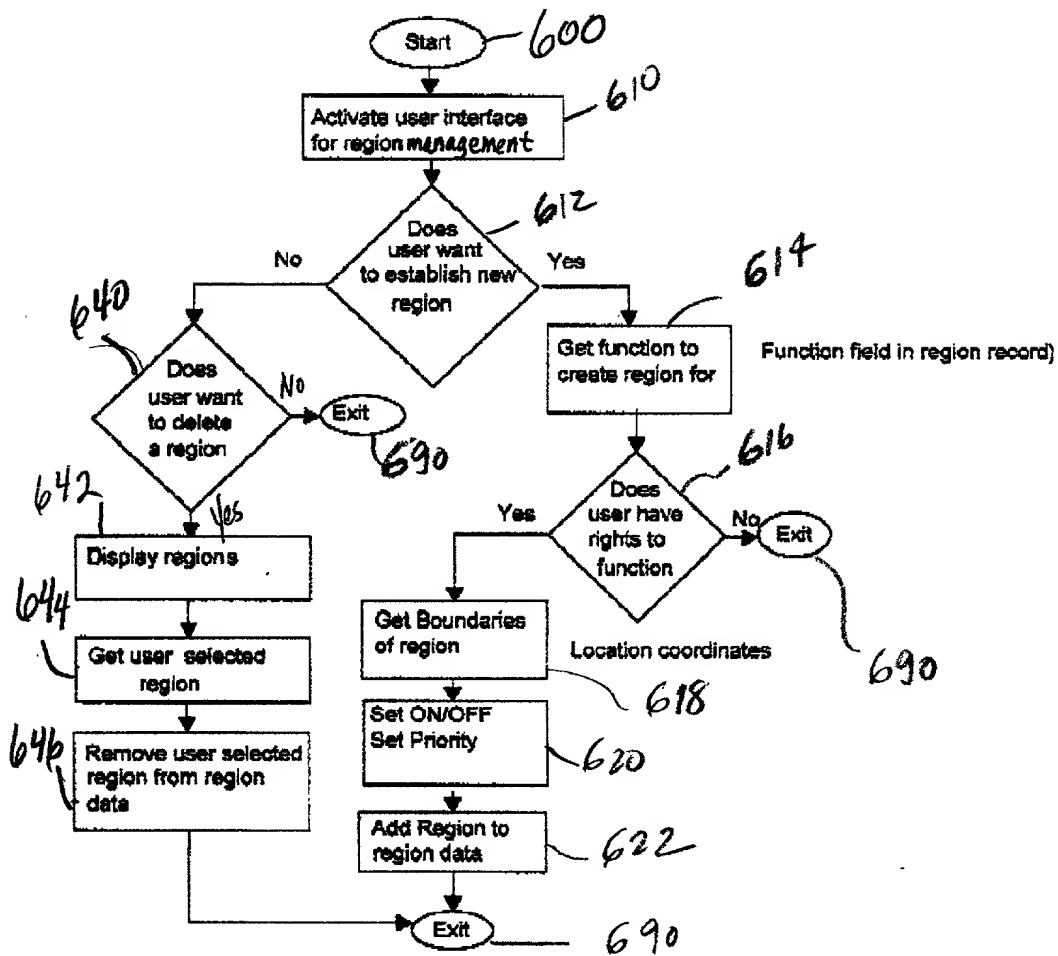 Start
600
610
Activate user interface
for region management
612
Does
user want
to establish new
region
No
Yes
614
640
Get function to
create region for
Function field in region record)
Does
user want
to delete
a region
No
Exit
690
616
Does
user have
rights to
function
Yes
No
Exit
690
642
Yes
Display regions
644
Get user selected
region
646
Remove user selected
region from region
data
Get Boundaries
of region
Location coordinates
618
Set ON/OFF
Set Priority
620
Add Region to
region data
622
Exit
690